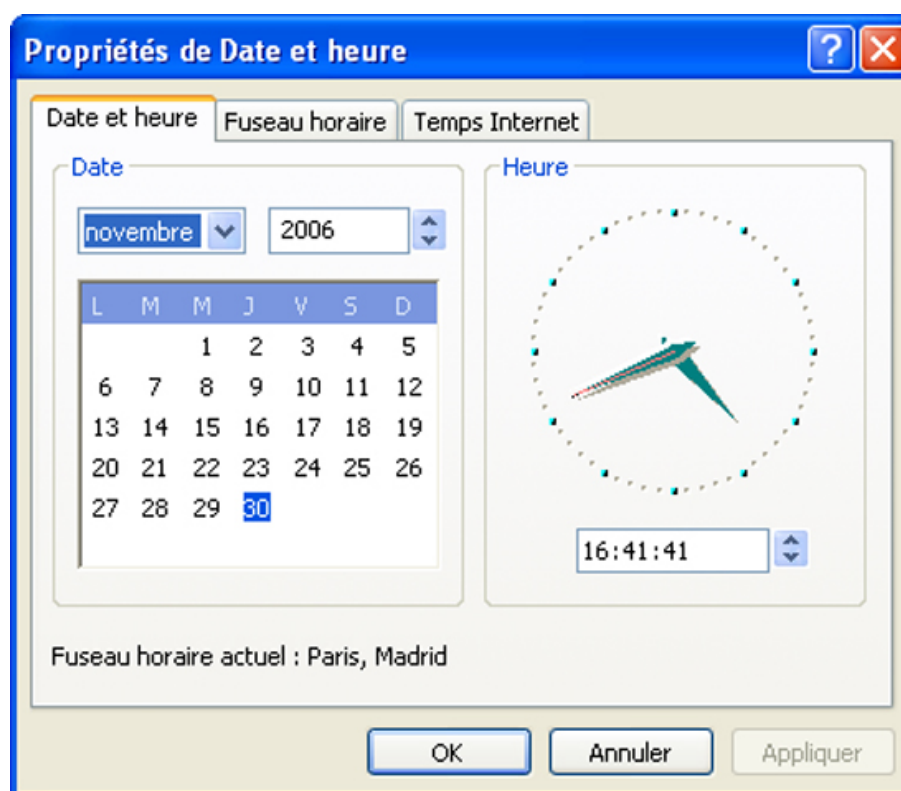 Propriétés de Date et heure
Date et heure Fuseau horaire Temps Internet
Date
novembre 2006
L M M J V S D
1 2 3 4 5
6 7 8 9 10 11 12
13 14 15 16 17 18 19
20 21 22 23 24 25 26
27 28 29 30
Heure
16:41:41
Fuseau horaire actuel : Paris, Madrid
OK Annuler Appliquer